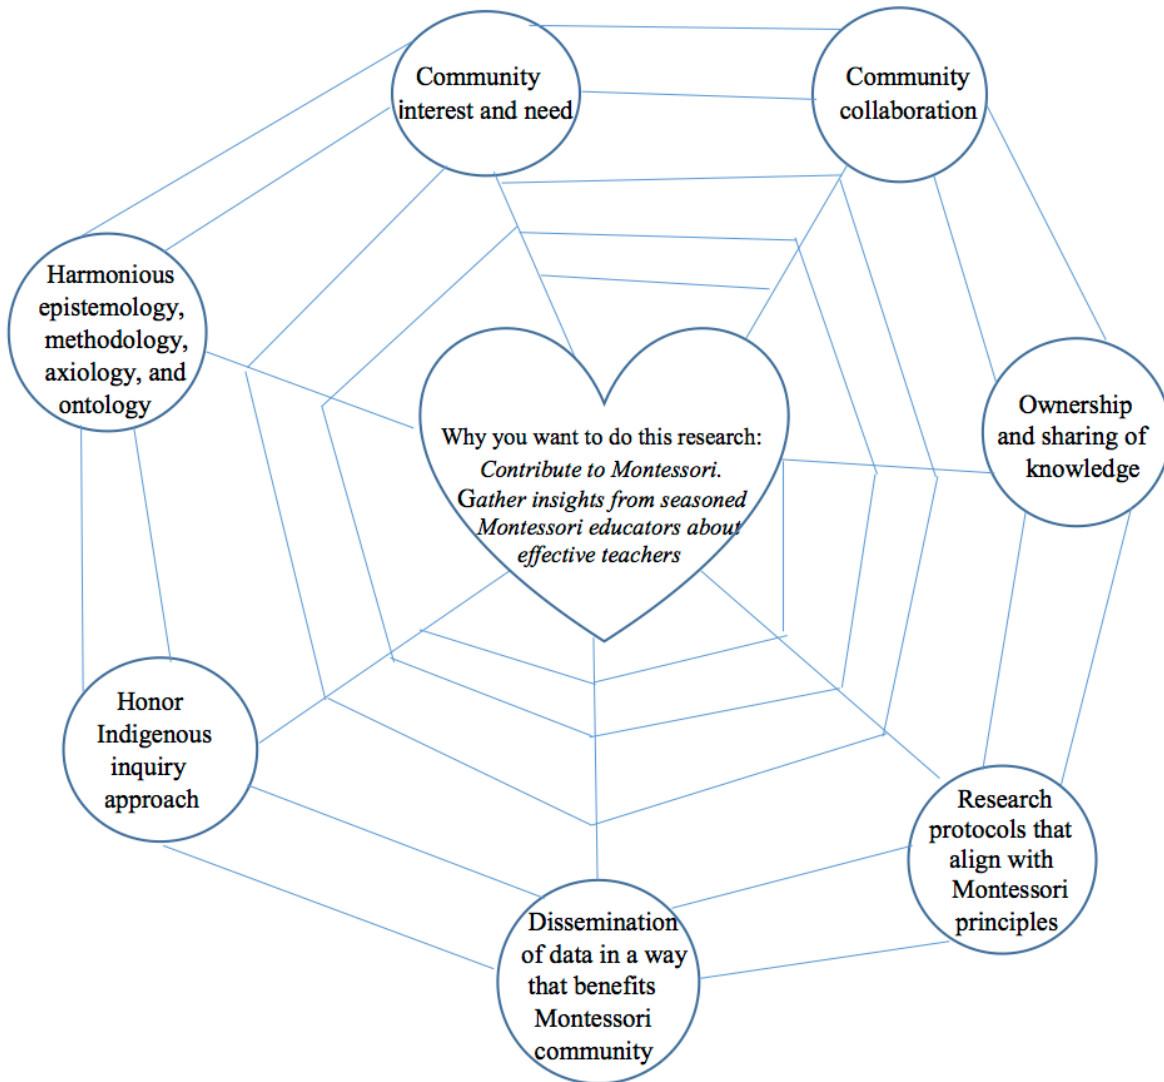 Community
interest and need
Community
collaboration
Harmonious
epistemology,
methodology,
axiology, and
ontology
Ownership
and sharing of
knowledge
Why you want to do this research:
Contribute to Montessori.
Gather insights from seasoned
Montessori educators about
effective teachers
Honor
Indigenous
inquiry
approach
Research
protocols that
align with
Montessori
principles
Dissemination
of data in a way
that benefits
Montessori
community